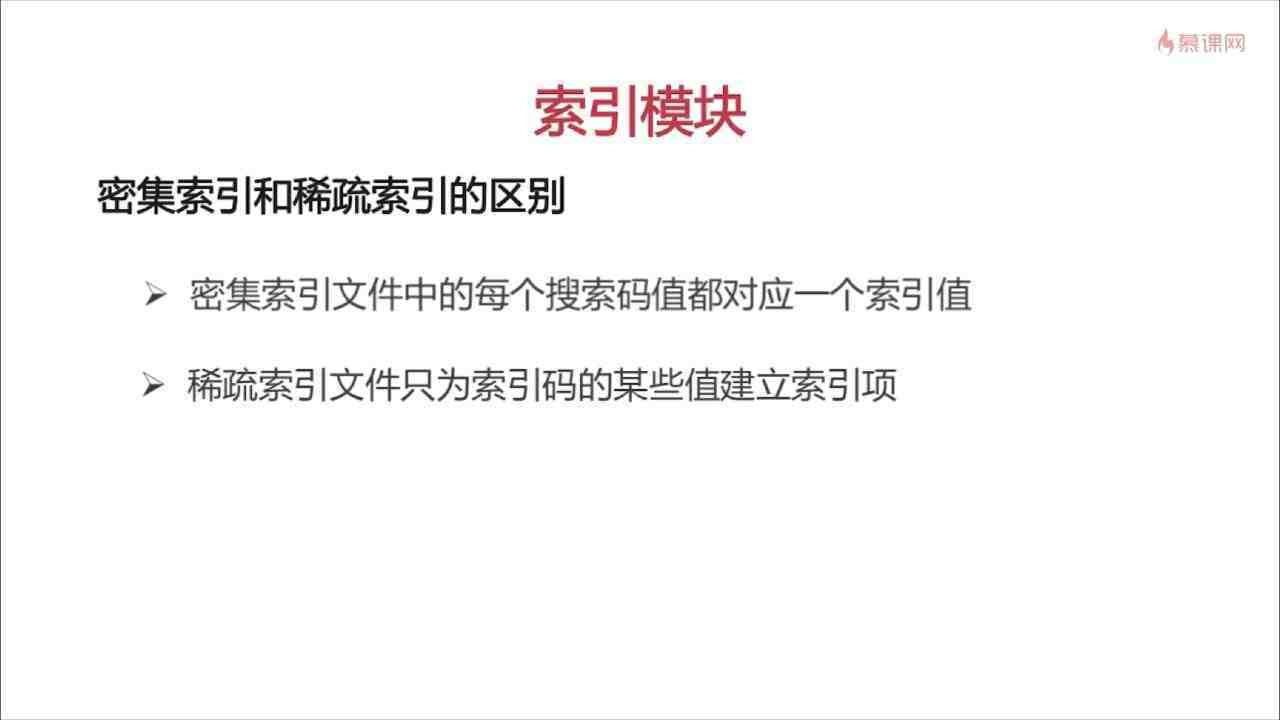 慕课网
索引模块
密集索引和稀疏索引的区别
密集索引文件中的每个搜索码值都对应一个索引值
稀疏索引文件只为索引码的某些值建立索引项